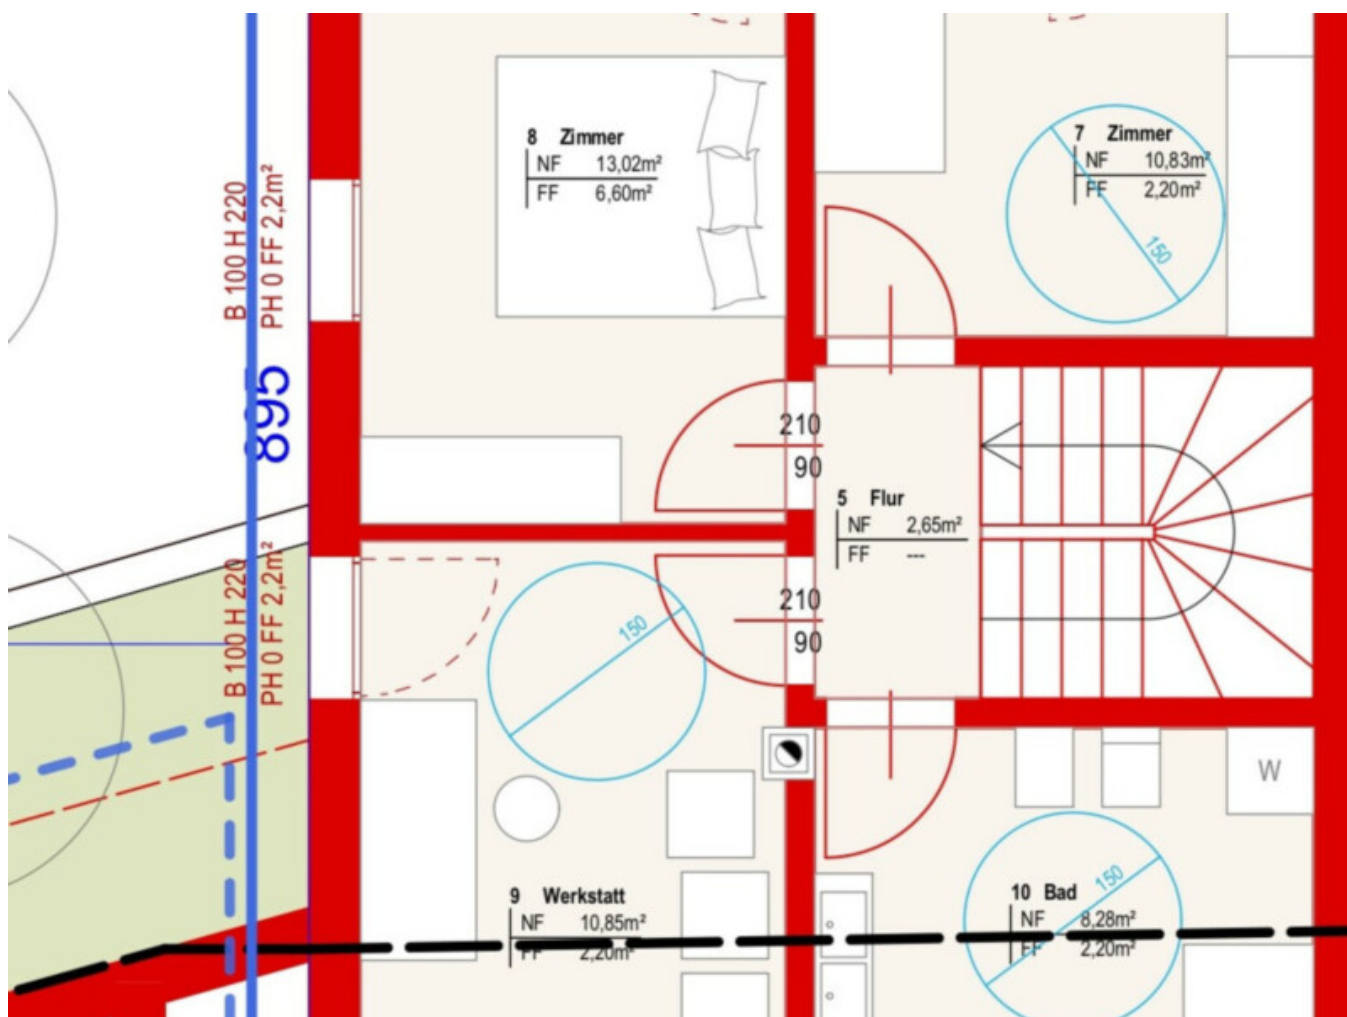 8 Zimmer
NF 13,02m²
FF 6,60m²
7 Zimmer
NF 10,83m²
FF 2,20m²
150
B 100 H 220
PH 0 FF 2,2m²
895
210
90
5 Flur
NF 2,65m²
FF ---
B 100 H 220
PH 0 FF 2,2m²
150
210
90
W
9 Werkstatt
NF 10,85m²
FF 2,20m²
150
10 Bad
NF 8,28m²
FF 2,20m²